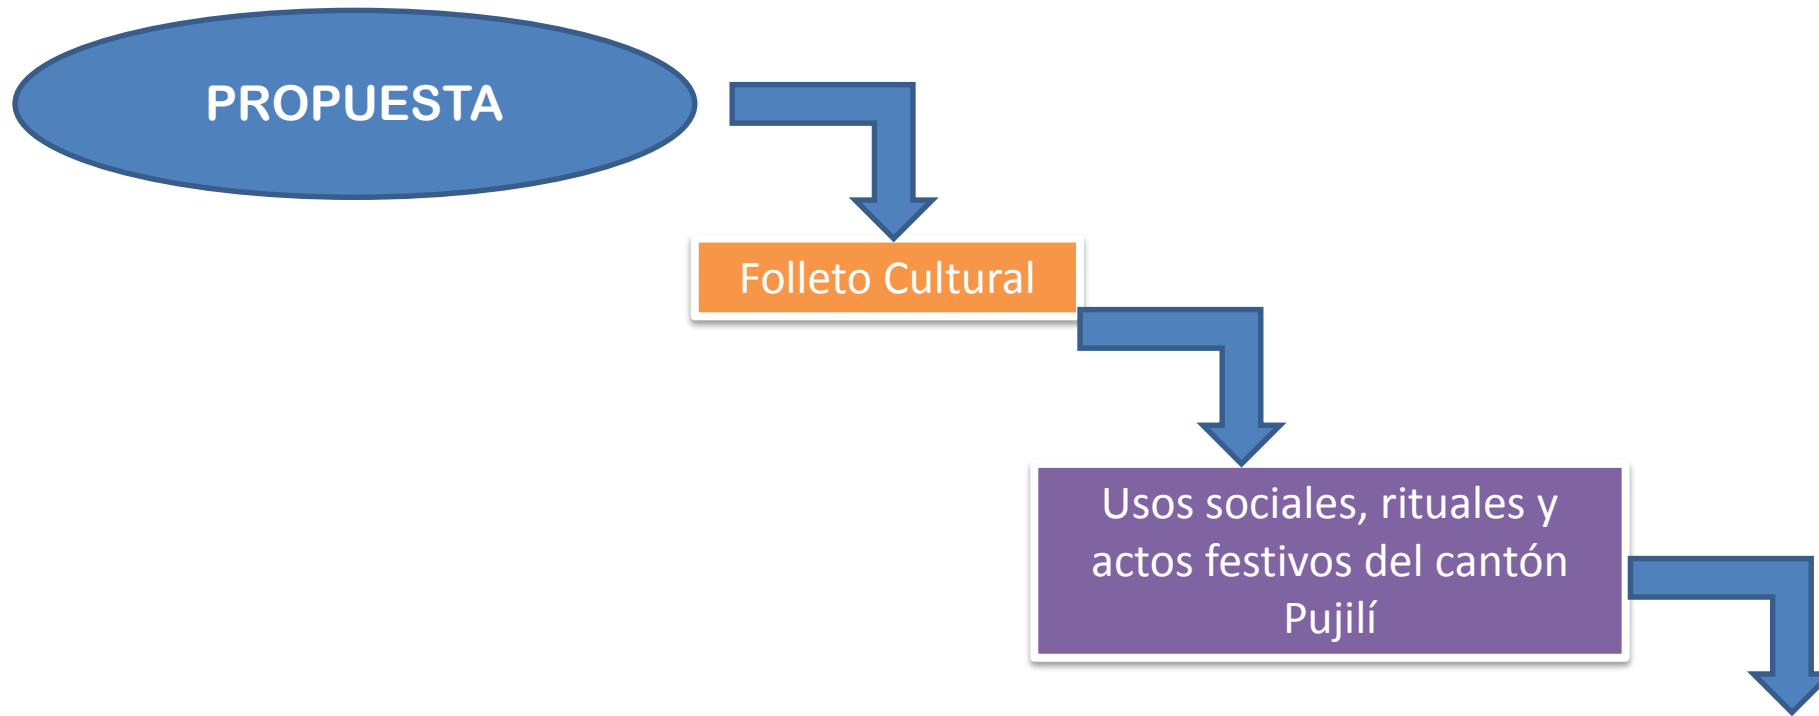 PROPUESTA
Folleto Cultural
Usos sociales, rituales y
actos festivos del cantón
Pujilí